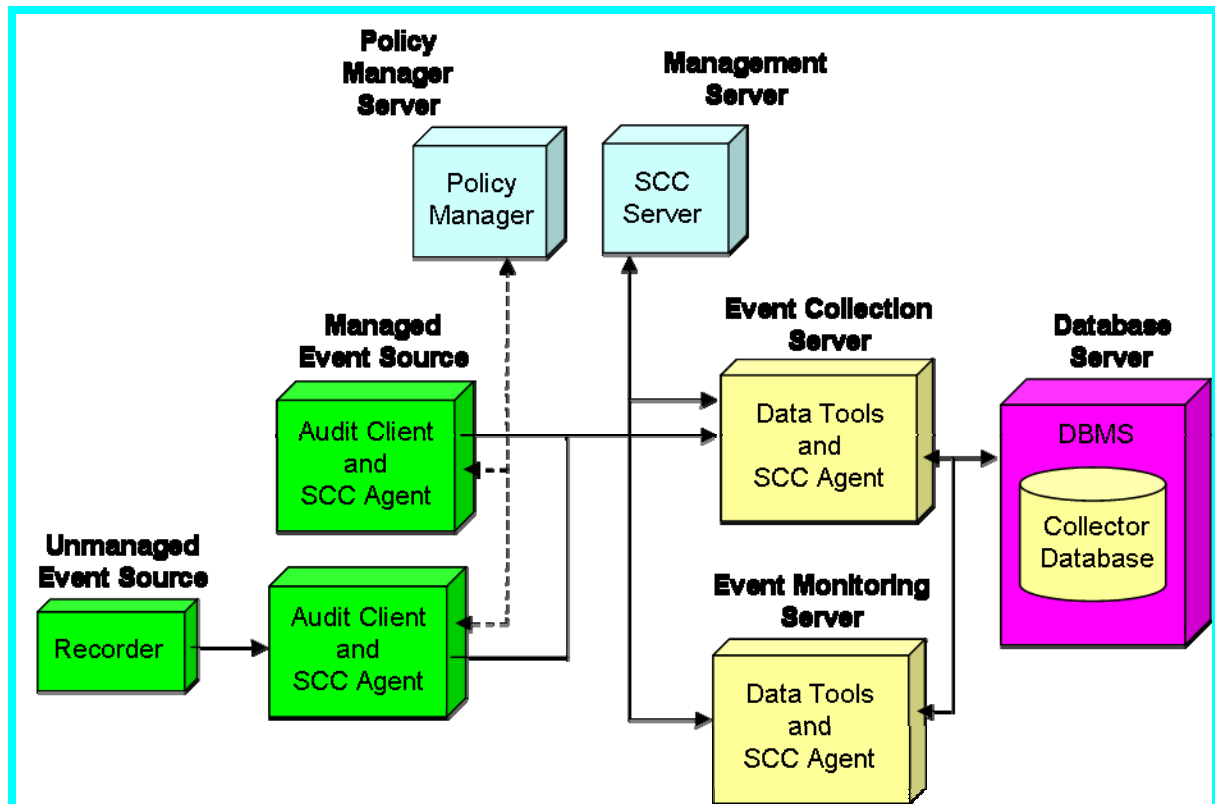 Policy
Manager
Server
Management
Server
Policy
Manager
SCC
Server
Managed
Event Source
Event Collection
Server
Database
Server
Audit Client
and
SCC Agent
Data Tools
and
SCC Agent
DBMS
Collector
Database
Unmanaged
Event Source
Recorder
Audit Client
and
SCC Agent
Event Monitoring
Server
Data Tools
and
SCC Agent